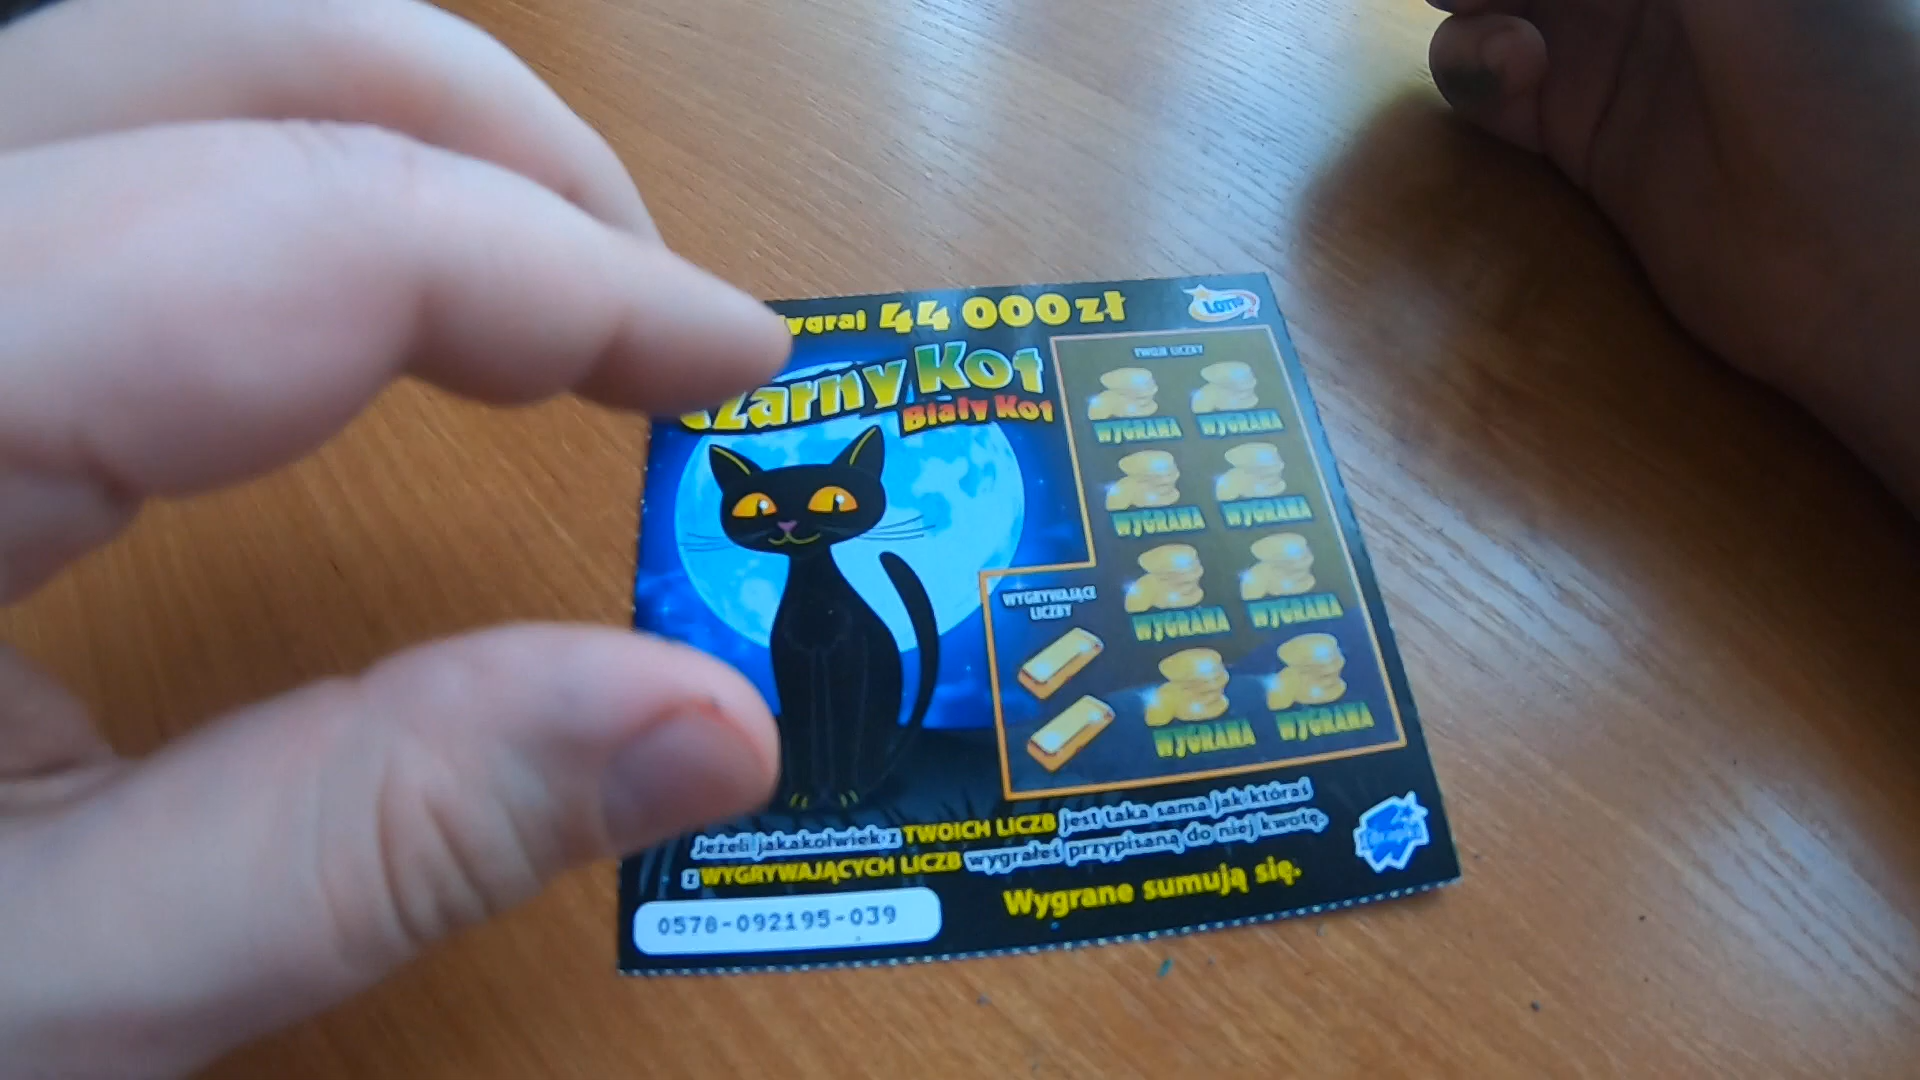 44 000 zł
LOTTO
Czarny Kot
Biały Kot
TWOJE LICZBY
WYGRANA WYGRANA
WYGRANA WYGRANA
WYGRANA WYGRANA
WYGRANA WYGRANA
WYGRYWAJĄCE
LICZBY
Jeżeli jakakolwiek z TWOICH LICZB jest taka sama jak któraś
z WYGRYWAJĄCYCH LICZB wygrałeś przypisaną do niej kwotę.
Wygrane sumują się.
0578-092195-039